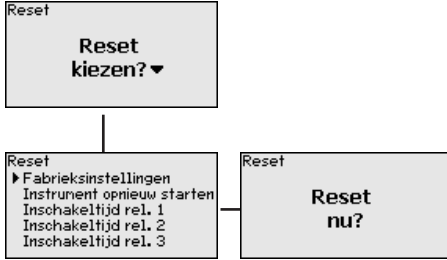 Reset
Reset
kiezen?
Reset
Fabrieksinstellingen
Instrument opnieuw starten
Inschakeltijd rel. 1
Inschakeltijd rel. 2
Inschakeltijd rel. 3
Reset
Reset
nu?